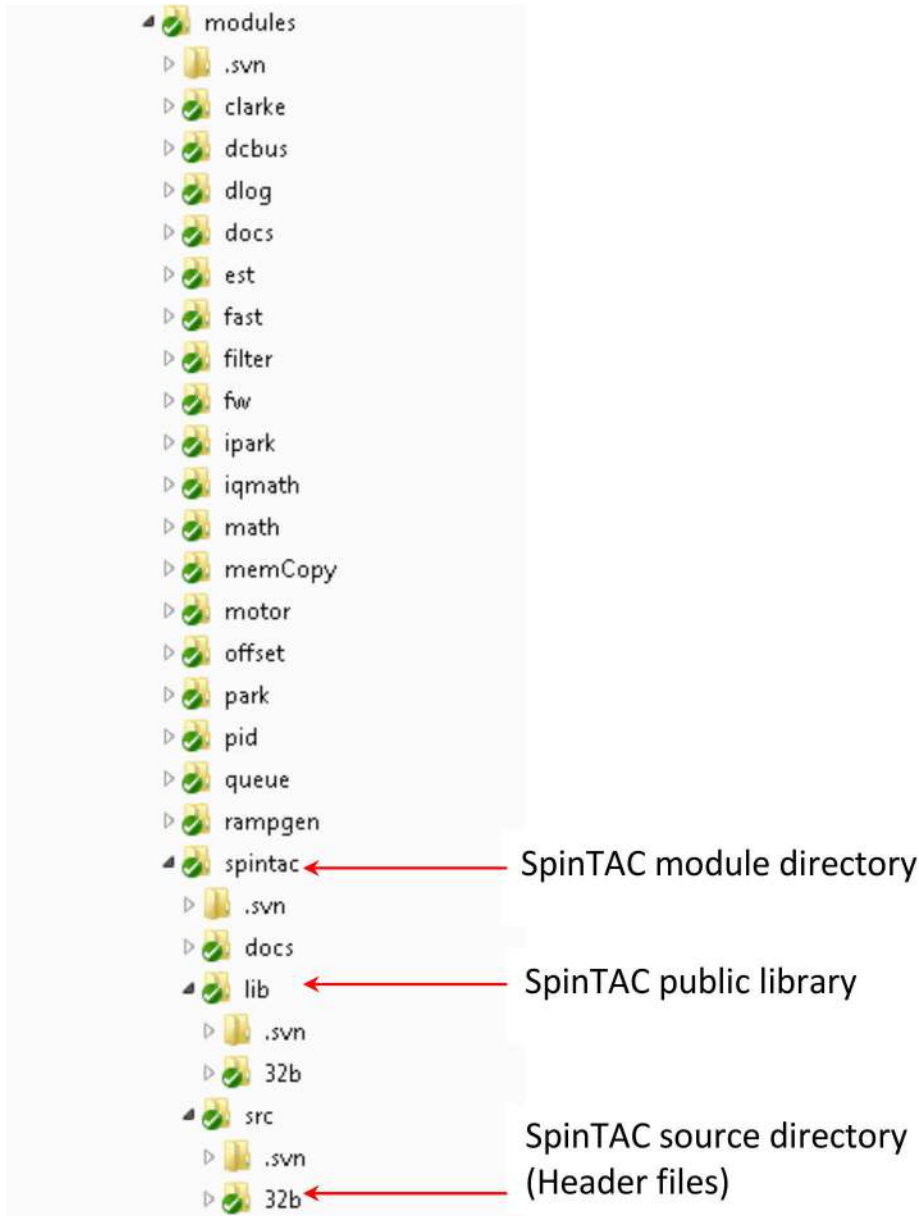 modules
.svn
clarke
dcbus
dlog
docs
est
fast
filter
fw
ipark
iqmath
math
memCopy
motor
offset
park
pid
queue
rampgen
spintac
SpinTAC module directory
.svn
docs
lib
SpinTAC public library
.svn
32b
src
.svn
32b
SpinTAC source directory
(Header files)